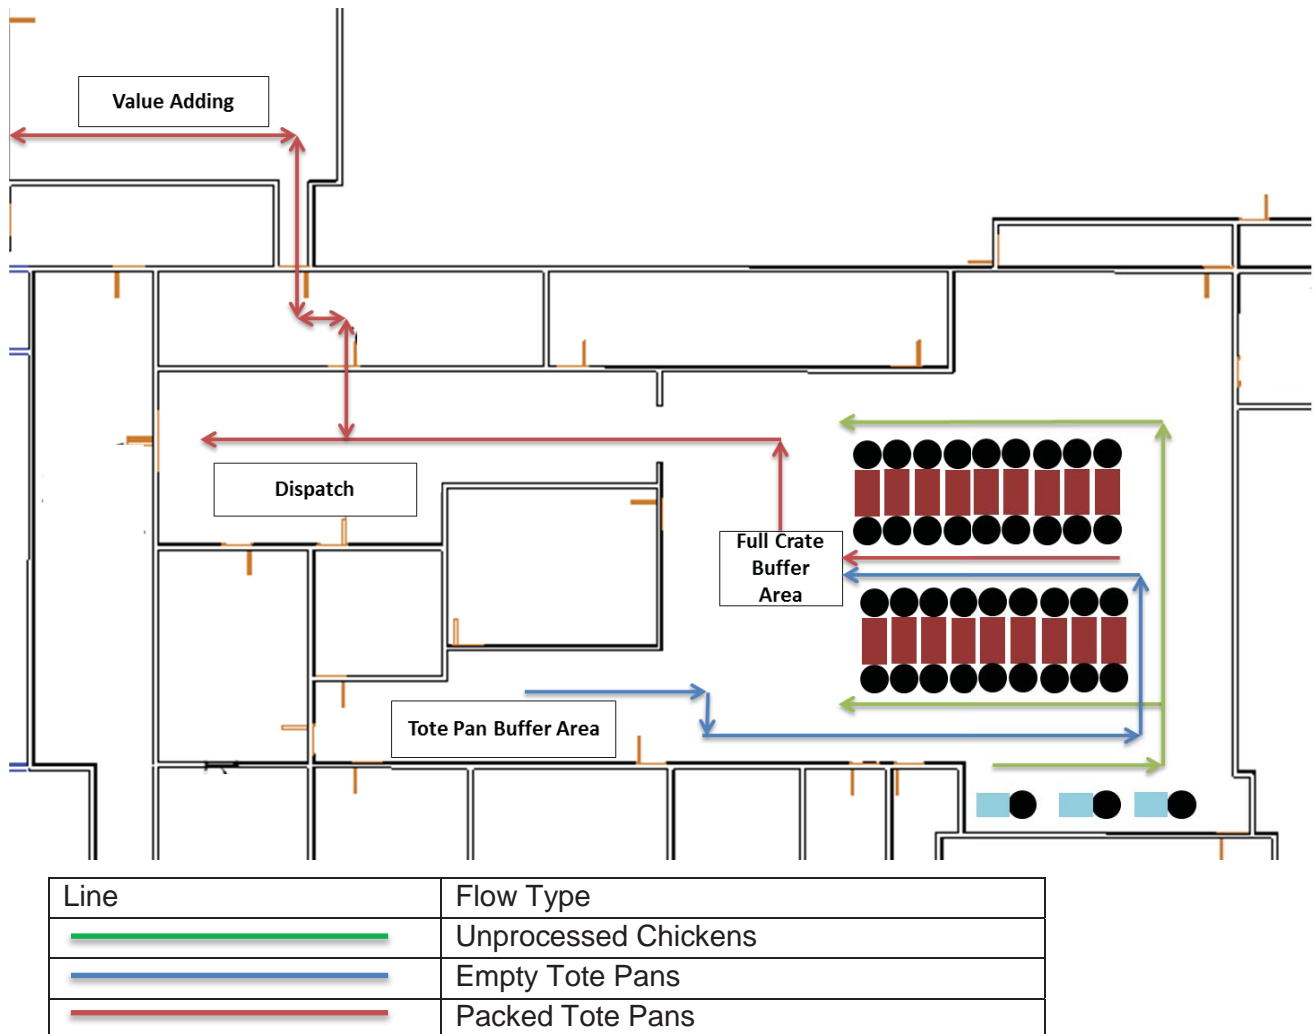 Value Adding
Dispatch
Full Crate
Buffer
Area
Tote Pan Buffer Area
Line Flow Type
Unprocessed Chickens
Empty Tote Pans
Packed Tote Pans